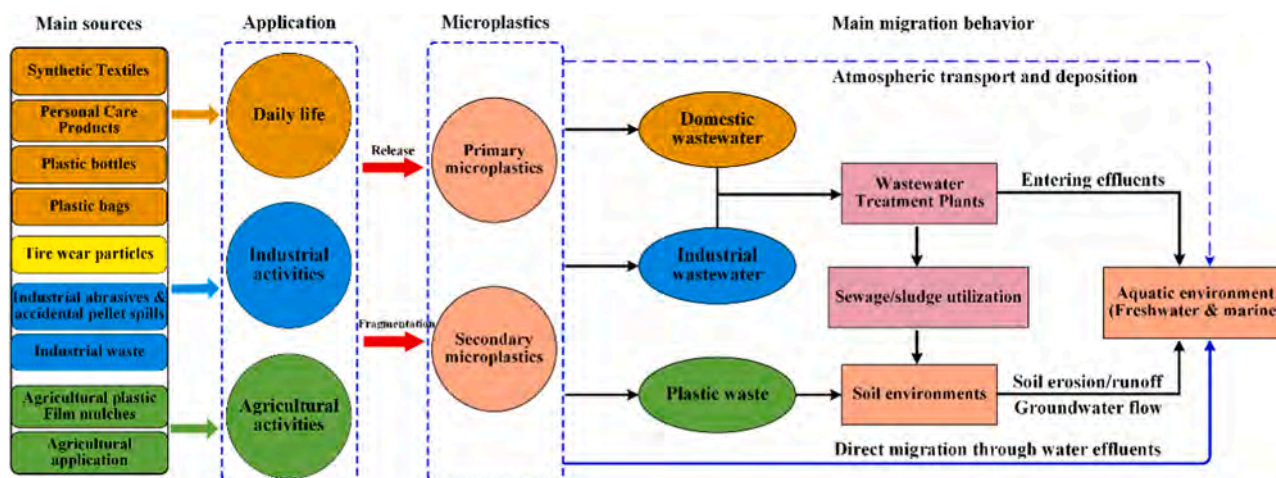 Main sources
Application
Microplastics
Main migration behavior
Synthetic Textiles
Personal Care
Products
Plastic bottles
Plastic bags
Tire wear particles
Industrial abrasives &
accidental pellet spills
Industrial waste
Agricultural plastic
Film mulches
Agricultural
application
Daily life
Industrial
activities
Agricultural
activities
Release
Fragmentation
Primary
microplastics
Secondary
microplastics
Atmospheric transport and deposition
Domestic
wastewater
Industrial
wastewater
Plastic waste
Wastewater
Treatment Plants
Sewage/sludge utilization
Soil environments
Entering effluents
Aquatic environment
(Freshwater & marine
Soil erosion/runoff
Groundwater flow
Direct migration through water effluents